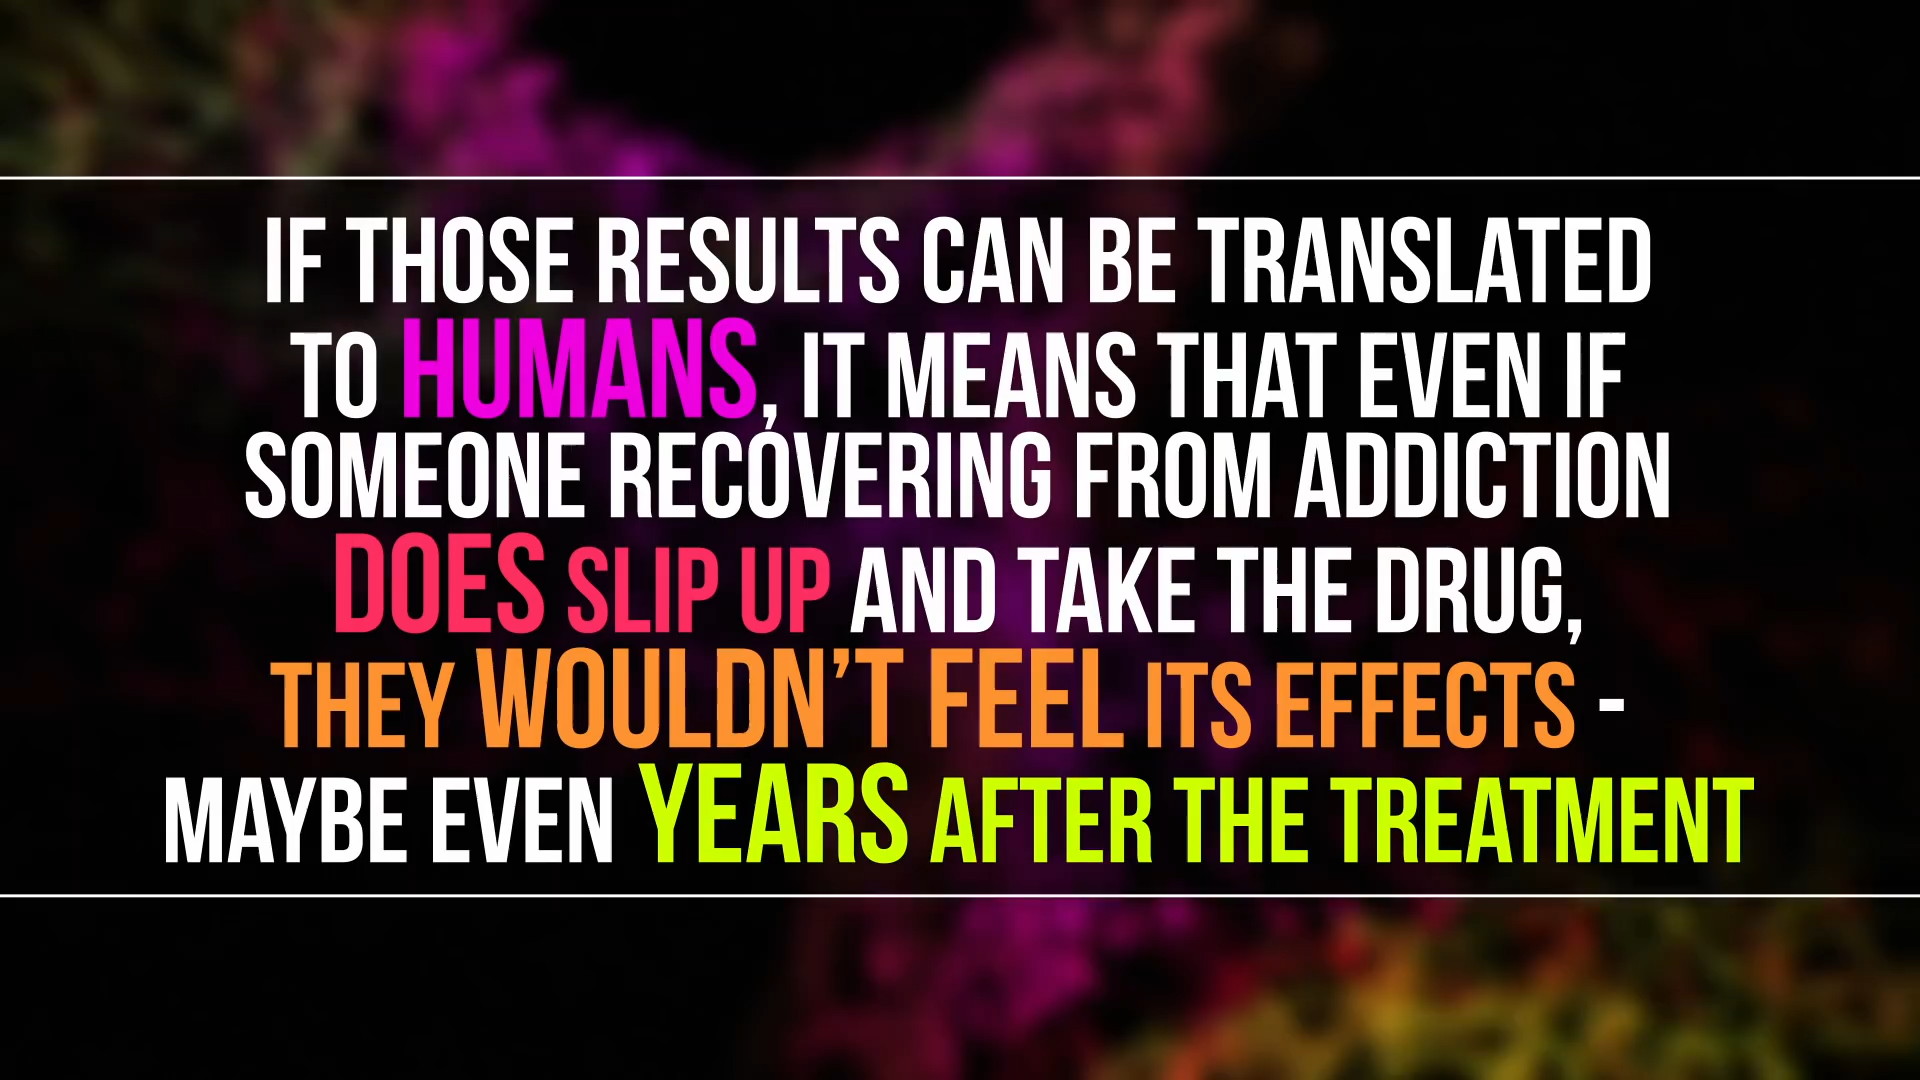 IF THOSE RESULTS CAN BE TRANSLATED
TO HUMANS, IT MEANS THAT EVEN IF
SOMEONE RECOVERING FROM ADDICTION
DOES SLIP UP AND TAKE THE DRUG,
THEY WOULDN'T FEEL ITS EFFECTS -
MAYBE EVEN YEARS AFTER THE TREATMENT